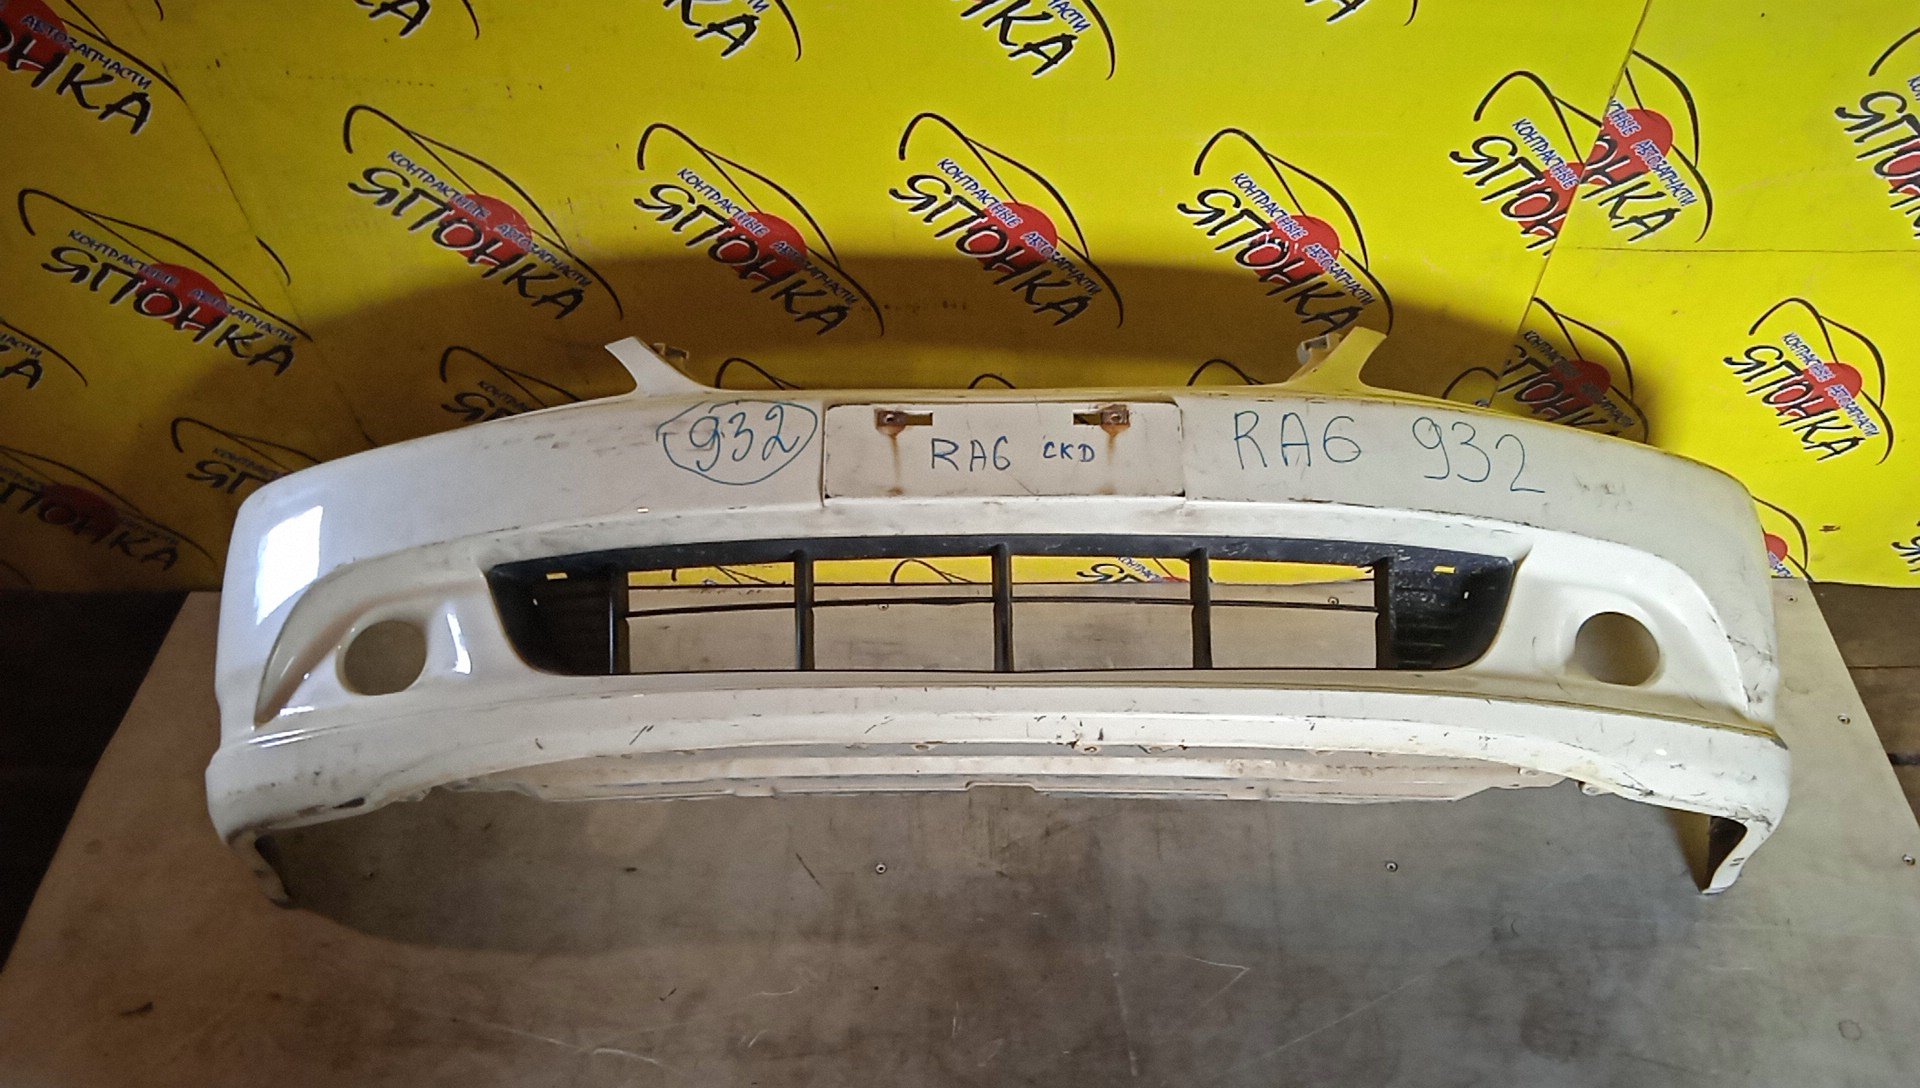 КОНТРАКТНЫЕ АВТОЗАПЧАСТИ
ЯПОНКА
932
RA6 CKD
RA6 932